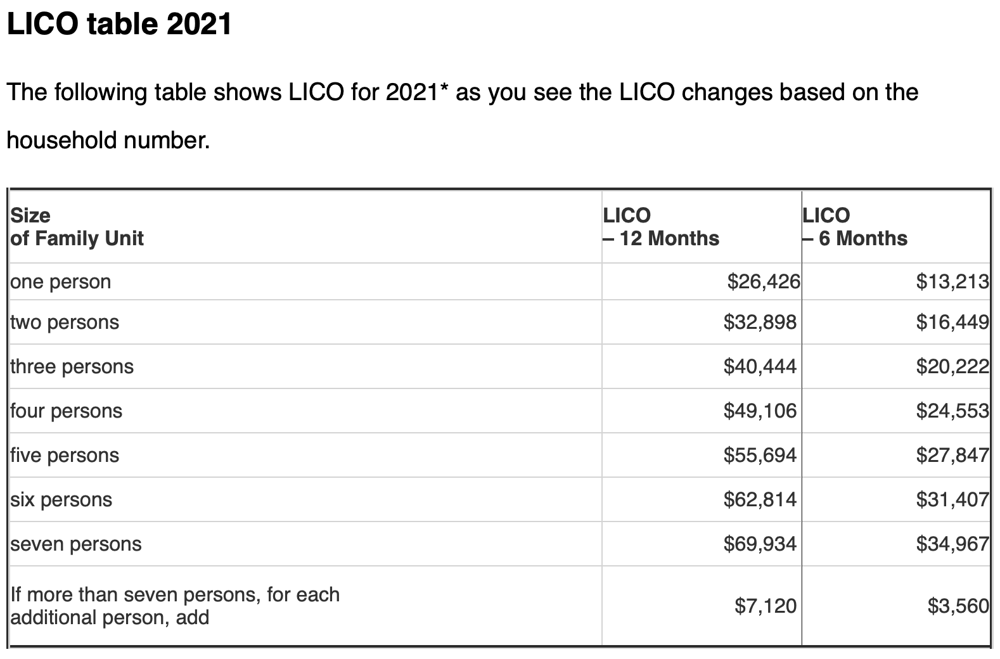 LICO table 2021
The following table shows LICO for 2021* as you see the LICO changes based on the
household number.
Size
of Family Unit
LICO
– 12 Months
LICO
– 6 Months
one person $26,426 $13,213
two persons $32,898 $16,449
three persons $40,444 $20,222
four persons $49,106 $24,553
five persons $55,694 $27,847
six persons $62,814 $31,407
seven persons $69,934 $34,967
If more than seven persons, for each
additional person, add $7,120 $3,560